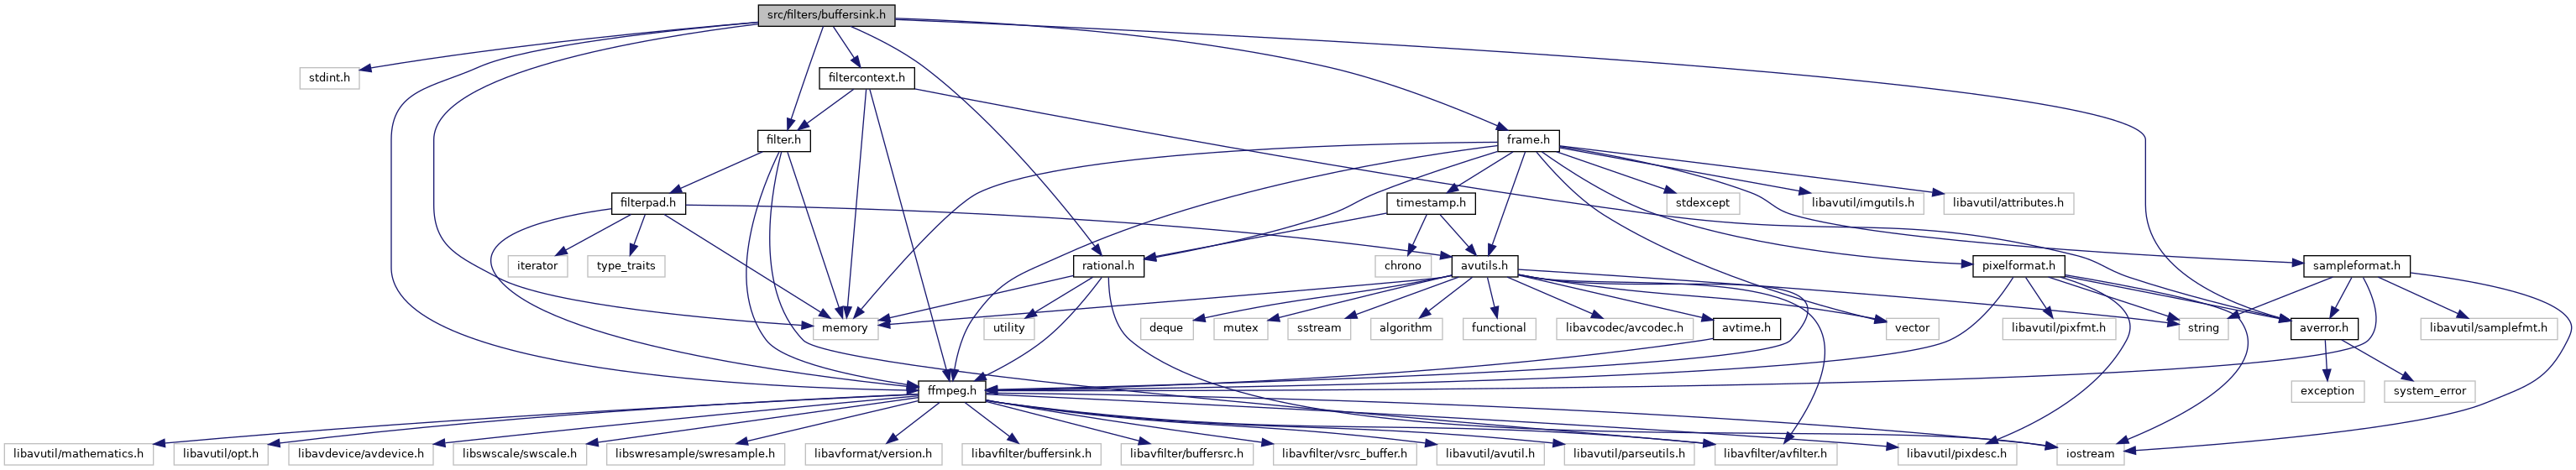 src/filters/buffersink.h
stdint.h
filtercontext.h
filter.h
frame.h
filterpad.h
timestamp.h
stdexcept
libavutil/imgutils.h
libavutil/attributes.h
iterator
type_traits
rational.h
chrono
avutils.h
pixelformat.h
sampleformat.h
memory
utility
deque
mutex
sstream
algorithm
functional
libavcodec/avcodec.h
avtime.h
vector
libavutil/pixfmt.h
string
averror.h
libavutil/samplefmt.h
ffmpeg.h
exception
system_error
libavutil/mathematics.h
libavutil/opt.h
libavdevice/avdevice.h
libswscale/swscale.h
libswresample/swresample.h
libavformat/version.h
libavfilter/buffersink.h
libavfilter/buffersrc.h
libavfilter/vsrc_buffer.h
libavutil/avutil.h
libavutil/parseutils.h
libavfilter/avfilter.h
libavutil/pixdesc.h
iostream